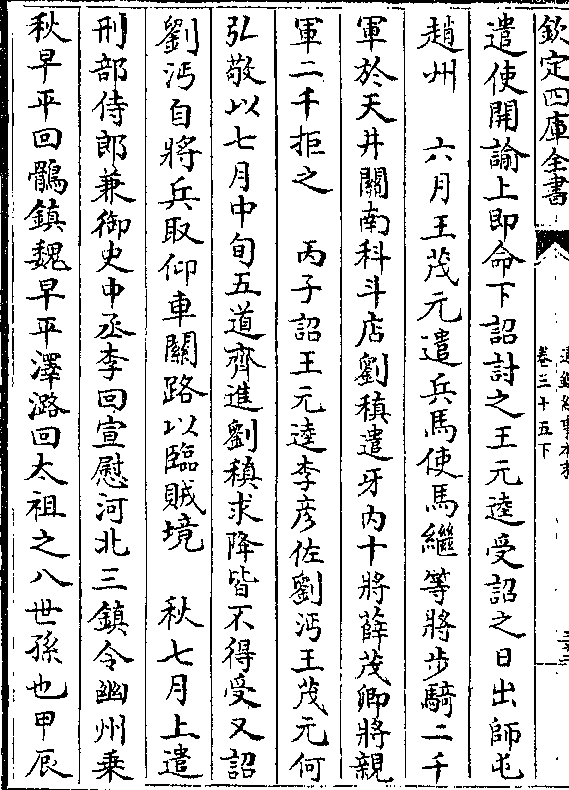 欽定四庫全書
卷三十五下
遣使開諭上即命下詔討之王元逵受詔之日出師屯
趙州　六月王茂元遣兵馬使馬繼等將步騎二千
軍於天井關南科斗店劉稹遣牙內十將薛茂卿將親
軍二千拒之　丙子詔王元逵李彦佐劉沔王茂元何
弘敬以七月中旬五道齊進劉稹求降皆不得受又詔
劉沔自將兵取仰車關路以臨賊境　秋七月上遣
刑部侍郎兼御史中丞李回宣慰河北三鎮令幽州乗
秋早平回鶻鎮魏早平澤潞回太祖之八世孫也甲辰